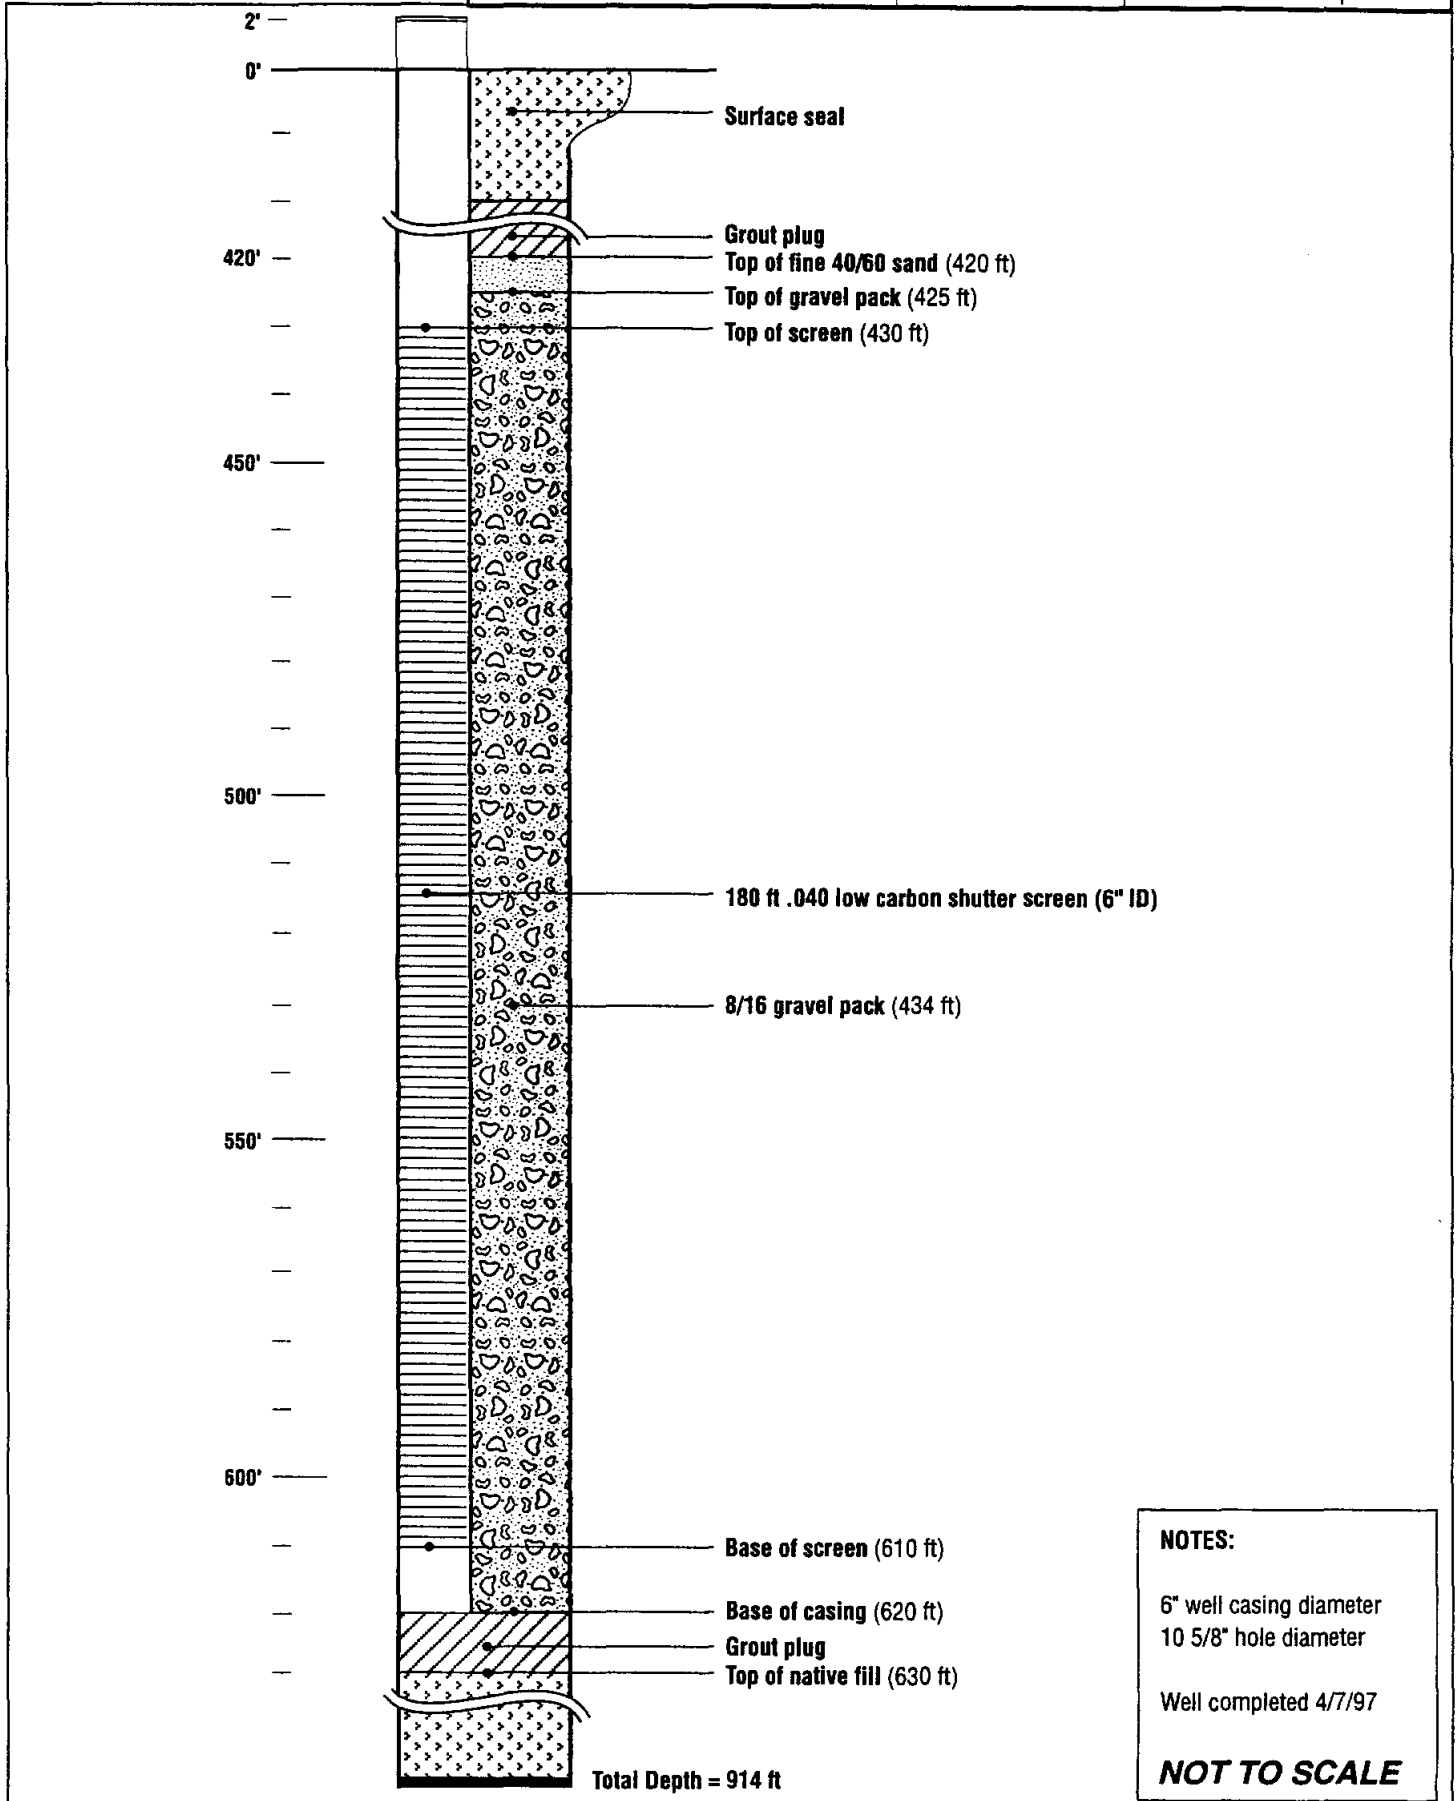 2'
0'
Surface seal
Grout plug
420'
Top of fine 40/60 sand (420 ft)
Top of gravel pack (425 ft)
Top of screen (430 ft)
450'
500'
180 ft .040 low carbon shutter screen (6" ID)
8/16 gravel pack (434 ft)
550'
600'
Base of screen (610 ft)
Base of casing (620 ft)
Grout plug
Top of native fill (630 ft)
Total Depth = 914 ft
NOTES:
6" well casing diameter
10 5/8" hole diameter
Well completed 4/7/97
NOT TO SCALE